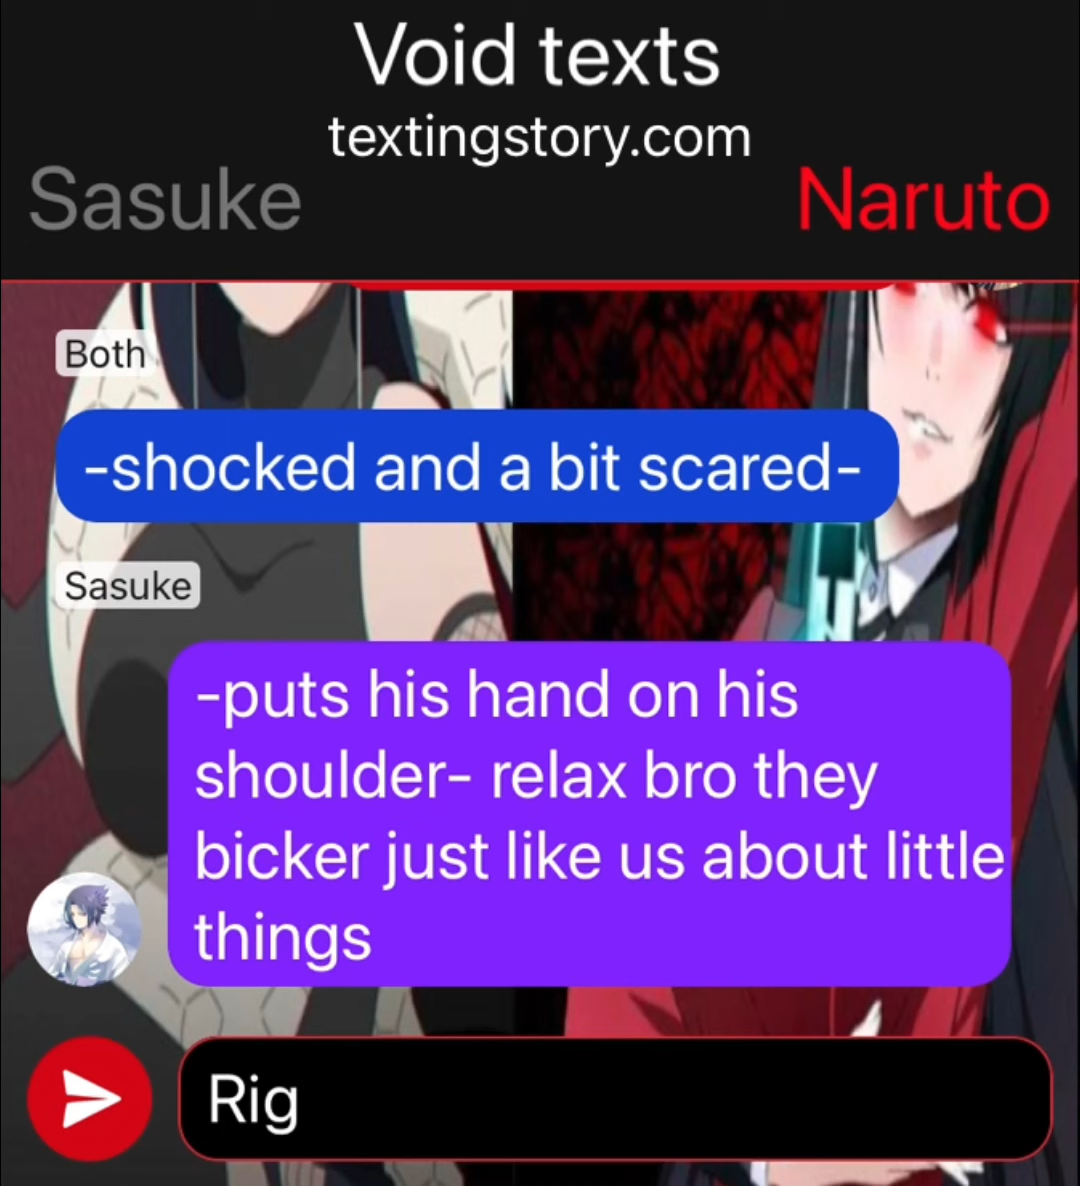 Void texts
textingstory.com
Sasuke
Naruto
Both
-shocked and a bit scared-
Sasuke
-puts his hand on his
shoulder- relax bro they
bicker just like us about little
things
Rig